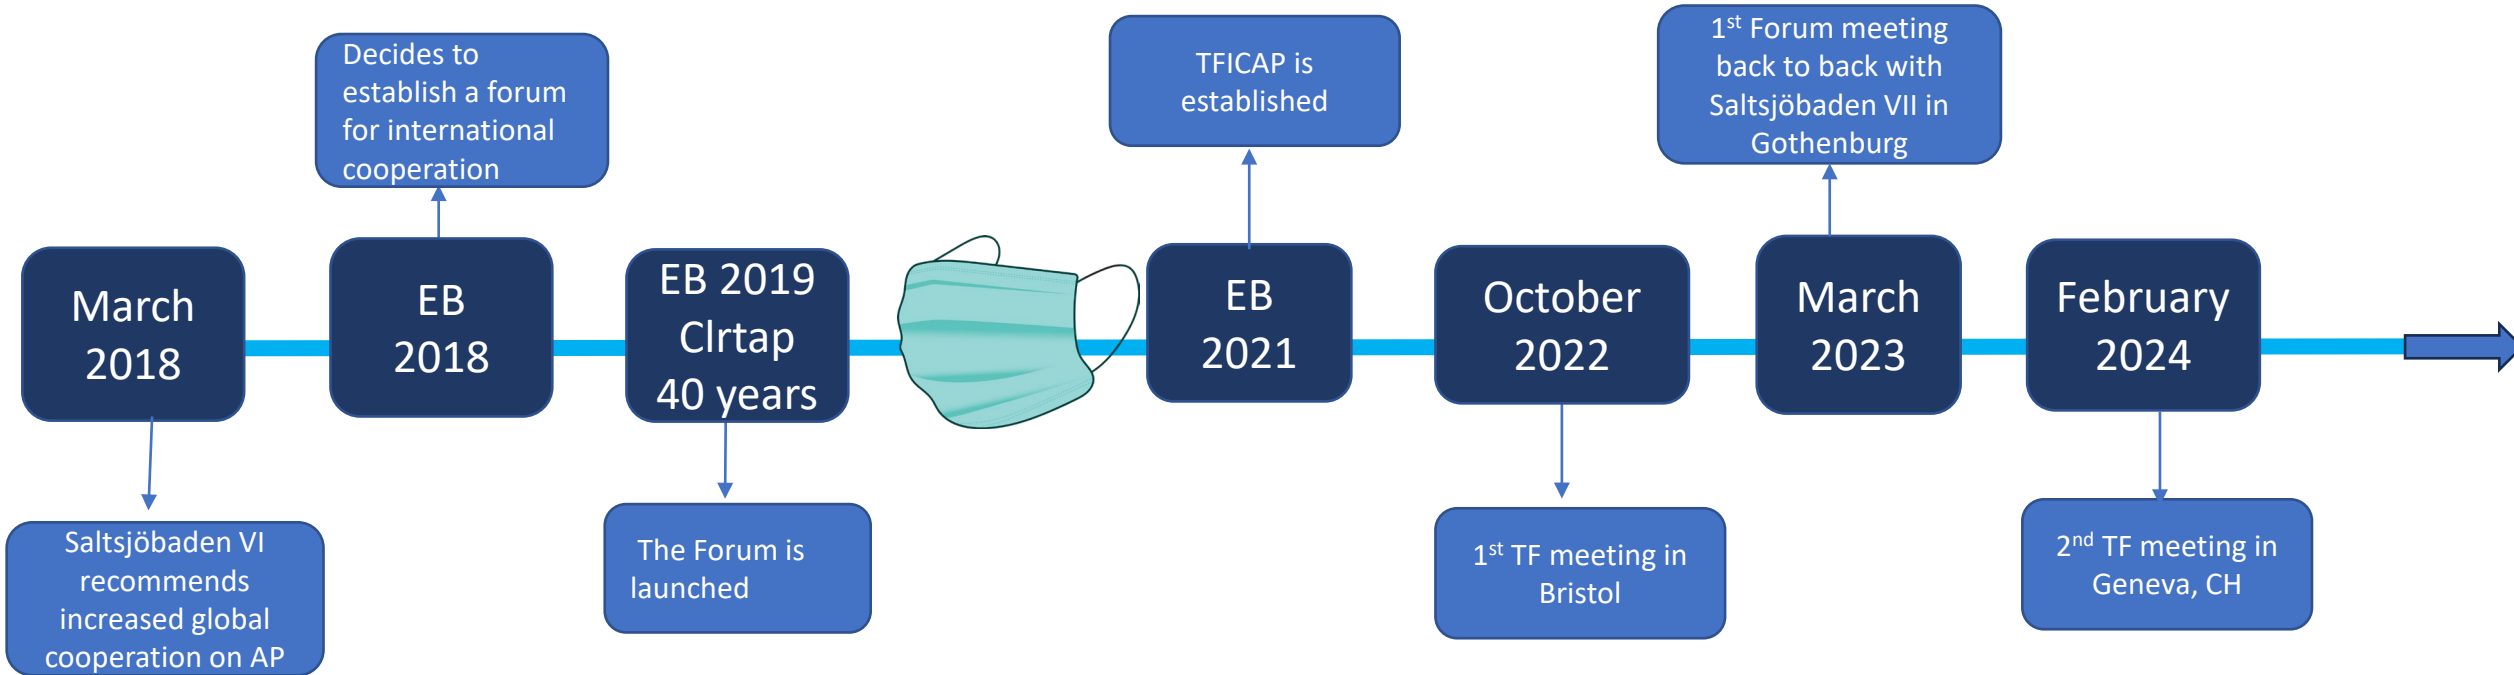 March
2018
Saltsjöbaden VI
recommends
increased global
cooperation on AP
Decides to
establish a forum
for international
cooperation
EB
2018
EB 2019
Clrtap
40 years
The Forum is
launched
TFICAP is
established
EB
2021
October
2022
1st TF meeting in
Bristol
1st Forum meeting
back to back with
Saltsjöbaden VII in
Gothenburg
March
2023
February
2024
2nd TF meeting in
Geneva, CH